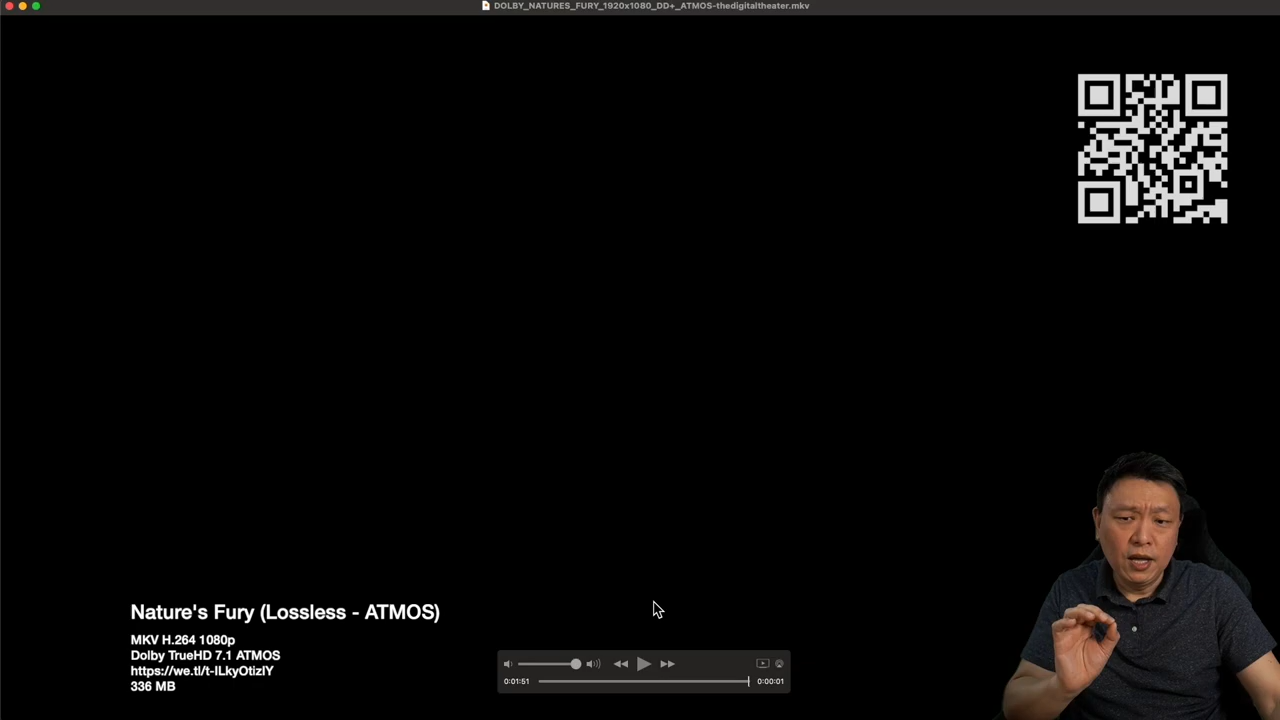 DOLBY_NATURES_FURY_1920x1080_DD+_ATMOS-thedigitaltheater.mkv
Nature's Fury (Lossless - ATMOS)
MKV H.264 1080p
Dolby TrueHD 7.1 ATMOS
https://we.tl/t-lLkyOtizlY
336 MB
0:01:51
0:00:01